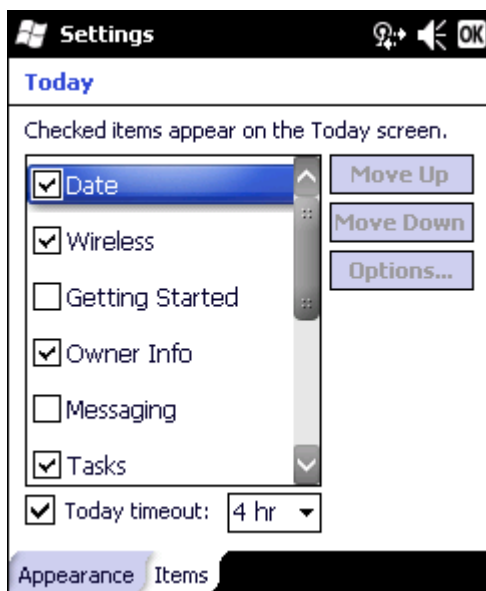 Settings
OK
Today
Checked items appear on the Today screen.
Date
Wireless
Getting Started
Owner Info
Messaging
Tasks
Move Up
Move Down
Options...
Today timeout: 4 hr
Appearance Items